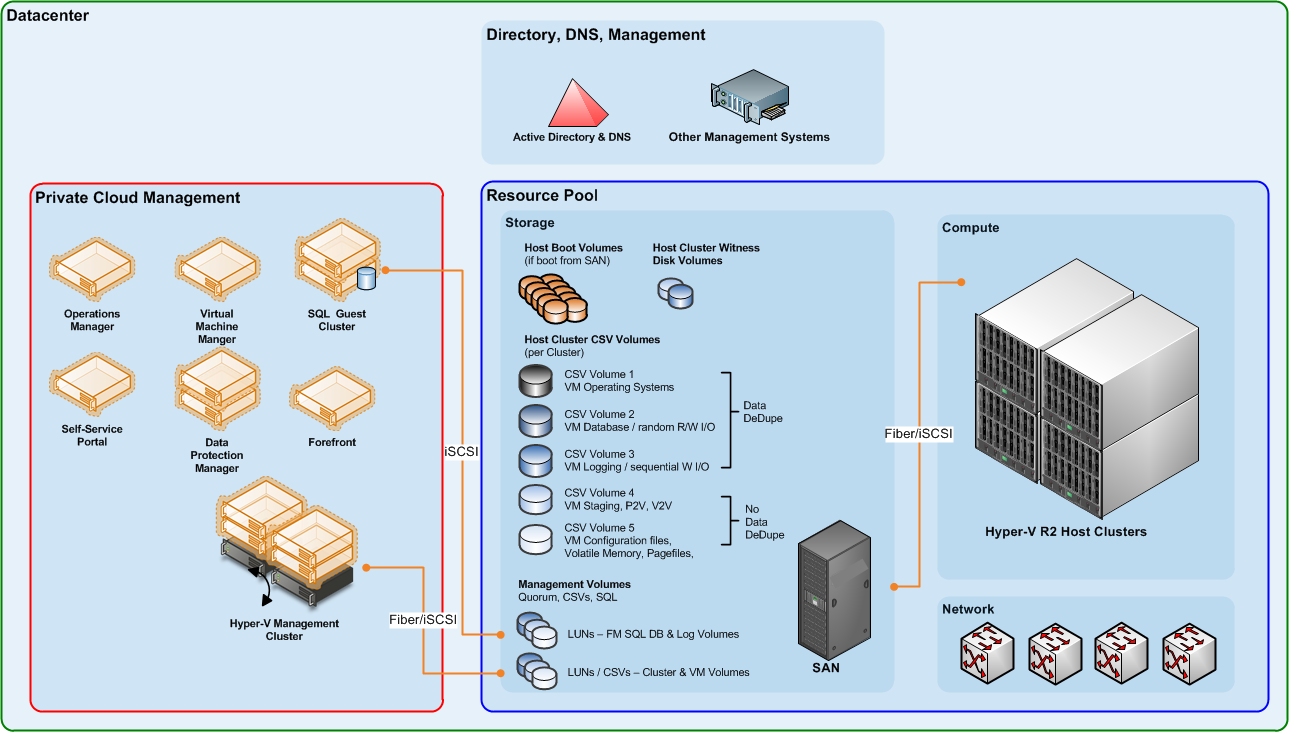 Datacenter
Directory, DNS, Management
Active Directory & DNS
Other Management Systems
Private Cloud Management
Operations
Manager
Virtual
Machine
Manger
SQL Guest
Cluster
Self-Service
Portal
Data
Protection
Manager
Forefront
Hyper-V Management
Cluster
iSCSI
Fiber/iSCSI
Resource Pool
Storage
Host Boot Volumes
(if boot from SAN)
Host Cluster Witness
Disk Volumes
Host Cluster CSV Volumes
(per Cluster)
CSV Volume 1
VM Operating Systems
CSV Volume 2
VM Database / random R/W I/O
CSV Volume 3
VM Logging / sequential W I/O
Data
DeDupe
CSV Volume 4
VM Staging, P2V, V2V
CSV Volume 5
VM Configuration files,
Volatile Memory, Pagefiles,
No
Data
DeDupe
Management Volumes
Quorum, CSVs, SQL
LUNs – FM SQL DB & Log Volumes
LUNs / CSVs – Cluster & VM Volumes
SAN
Fiber/iSCSI
Compute
Hyper-V R2 Host Clusters
Network